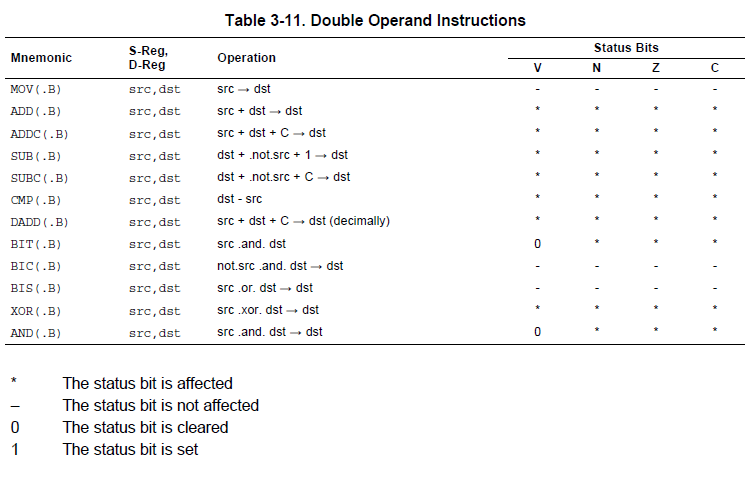 Table 3-11. Double Operand Instructions
Mnemonic S-Reg, D-Reg Operation Status Bits
V N Z C
MOV(.B) src,dst src → dst - - - -
ADD(.B) src,dst src + dst → dst * * * *
ADDC(.B) src,dst src + dst + C → dst * * * *
SUB(.B) src,dst dst + .not.src + 1 → dst * * * *
SUBC(.B) src,dst dst + .not.src + C → dst * * * *
CMP(.B) src,dst dst - src * * * *
DADD(.B) src,dst src + dst + C → dst (decimally) * * * *
BIT(.B) src,dst src .and. dst 0 * * *
BIC(.B) src,dst not.src .and. dst → dst - - - -
BIS(.B) src,dst src .or. dst → dst - - - -
XOR(.B) src,dst src .xor. dst → dst * * * *
AND(.B) src,dst src .and. dst → dst 0 * * *
* The status bit is affected
– The status bit is not affected
0 The status bit is cleared
1 The status bit is set